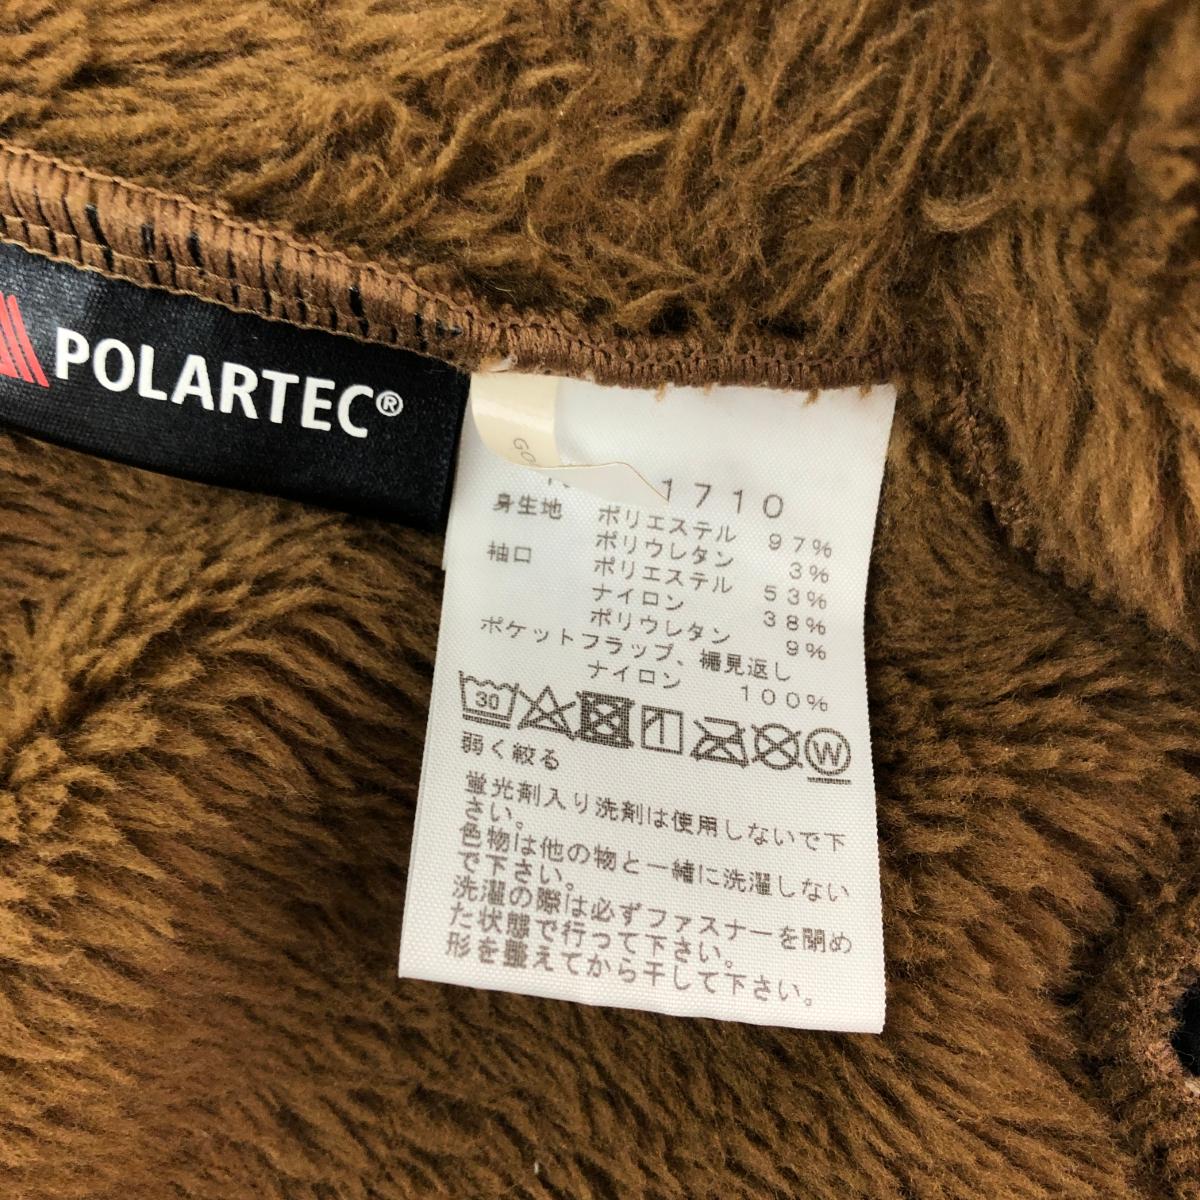 POLARTEC®
GO
1710
身生地 ポリエステル 97%
ポリウレタン 3%
袖口 ポリエステル 53%
ナイロン 38%
ポリウレタン 9%
ポケットフラップ、裾見返し
ナイロン 100%
30
W
弱く絞る
蛍光剤入り洗剤は使用しないで下
さい。
色物は他の物と一緒に洗濯しない
で下さい。
洗濯の際は必ずファスナーを閉め
た状態で行って下さい。
形を整えてから干して下さい。